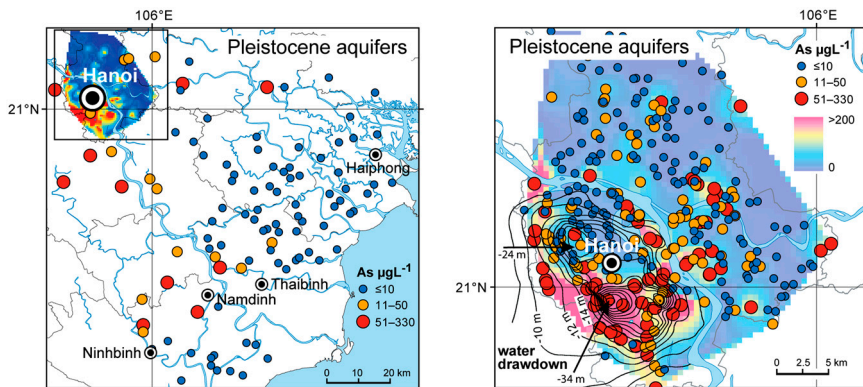 106°E
Pleistocene aquifers
Hanoi
21°N
Haiphong
As µgL⁻¹
≤10
11–50
51–330
Thaibinh
Namdinh
Ninhbinh
0 10 20 km
106°E
Pleistocene aquifers
As µgL⁻¹
≤10
11–50
51–330
>200
0
Hanoi
-24 m
21°N
-10 m
-12 m
-14 m
water
drawdown
-34 m
0 2.5 5 km